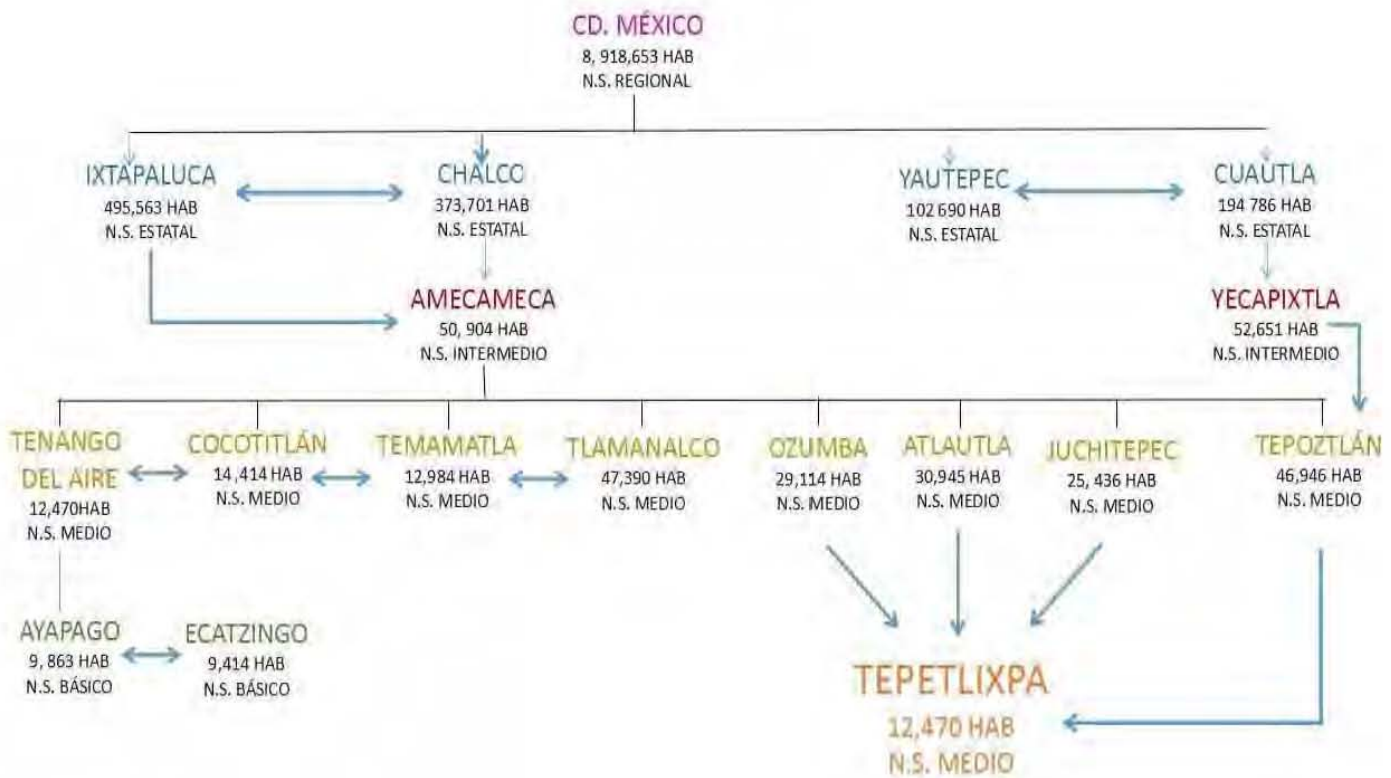 CD. MÉXICO
8, 918,653 HAB
N.S. REGIONAL
IXTAPALUCA
495,563 HAB
N.S. ESTATAL
CHALCO
373,701 HAB
N.S. ESTATAL
YAUTEPEC
102 690 HAB
N.S. ESTATAL
CUAUTLA
194 786 HAB
N.S. ESTATAL
AMECAMECA
50, 904 HAB
N.S. INTERMEDIO
YECAPIXTLA
52,651 HAB
N.S. INTERMEDIO
TENANGO
DEL AIRE
12,470HAB
N.S. MEDIO
COCOTITLÁN
14,414 HAB
N.S. MEDIO
TEMAMATLA
12,984 HAB
N.S. MEDIO
TLAMANALCO
47,390 HAB
N.S. MEDIO
OZUMBA
29,114 HAB
N.S. MEDIO
ATLAUTLA
30,945 HAB
N.S. MEDIO
JUCHITEPEC
25, 436 HAB
N.S. MEDIO
TEPOZTLÁN
46,946 HAB
N.S. MEDIO
AYAPAGO
9, 863 HAB
N.S. BÁSICO
ECATZINGO
9,414 HAB
N.S. BÁSICO
TEPETLIXPA
12,470 HAB
N.S. MEDIO